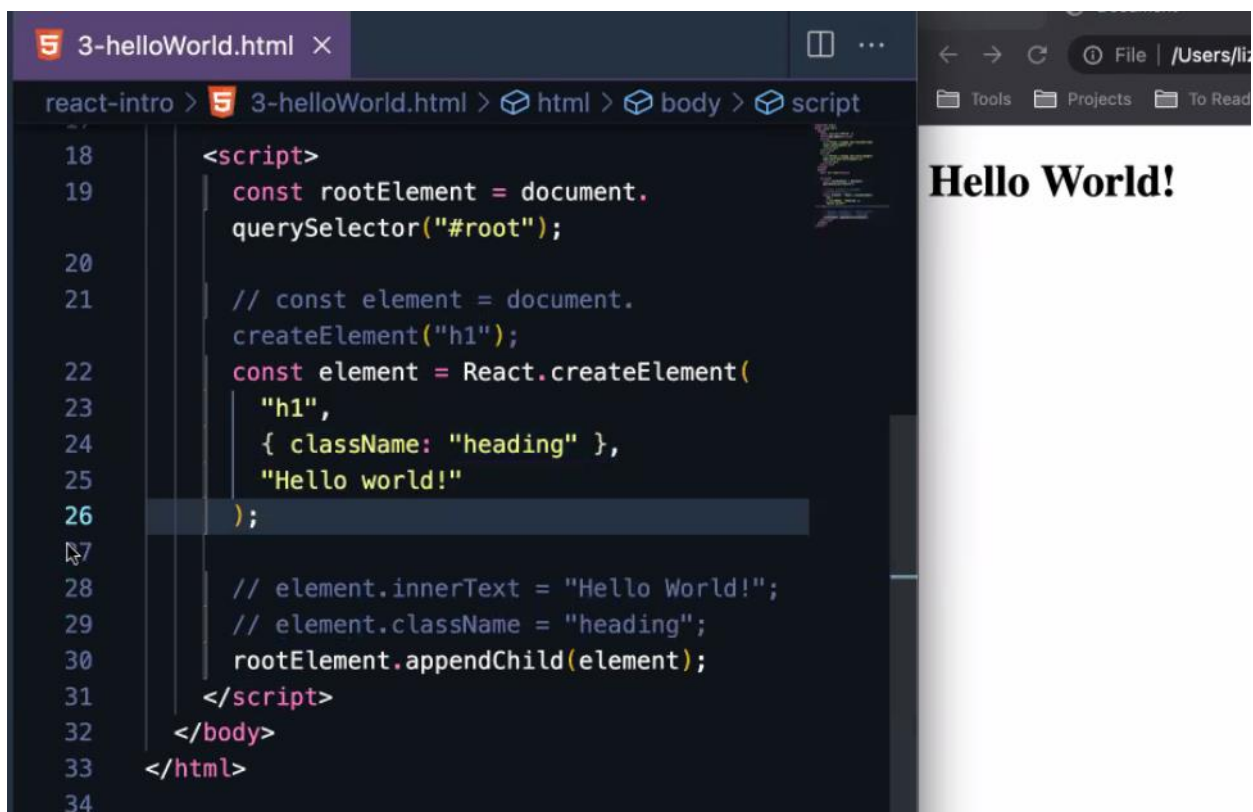 3-helloWorld.html
react-intro > 3-helloWorld.html > html > body > script
18 <script>
19 const rootElement = document.
querySelector("#root");
20
21 // const element = document.
createElement("h1");
22 const element = React.createElement(
23 "h1",
24 { className: "heading" },
25 "Hello world!"
26 );
28 // element.innerText = "Hello World!";
29 // element.className = "heading";
30 rootElement.appendChild(element);
31 </script>
32 </body>
33 </html>
34
File | /Users/liz
Tools Projects To Read
Hello World!